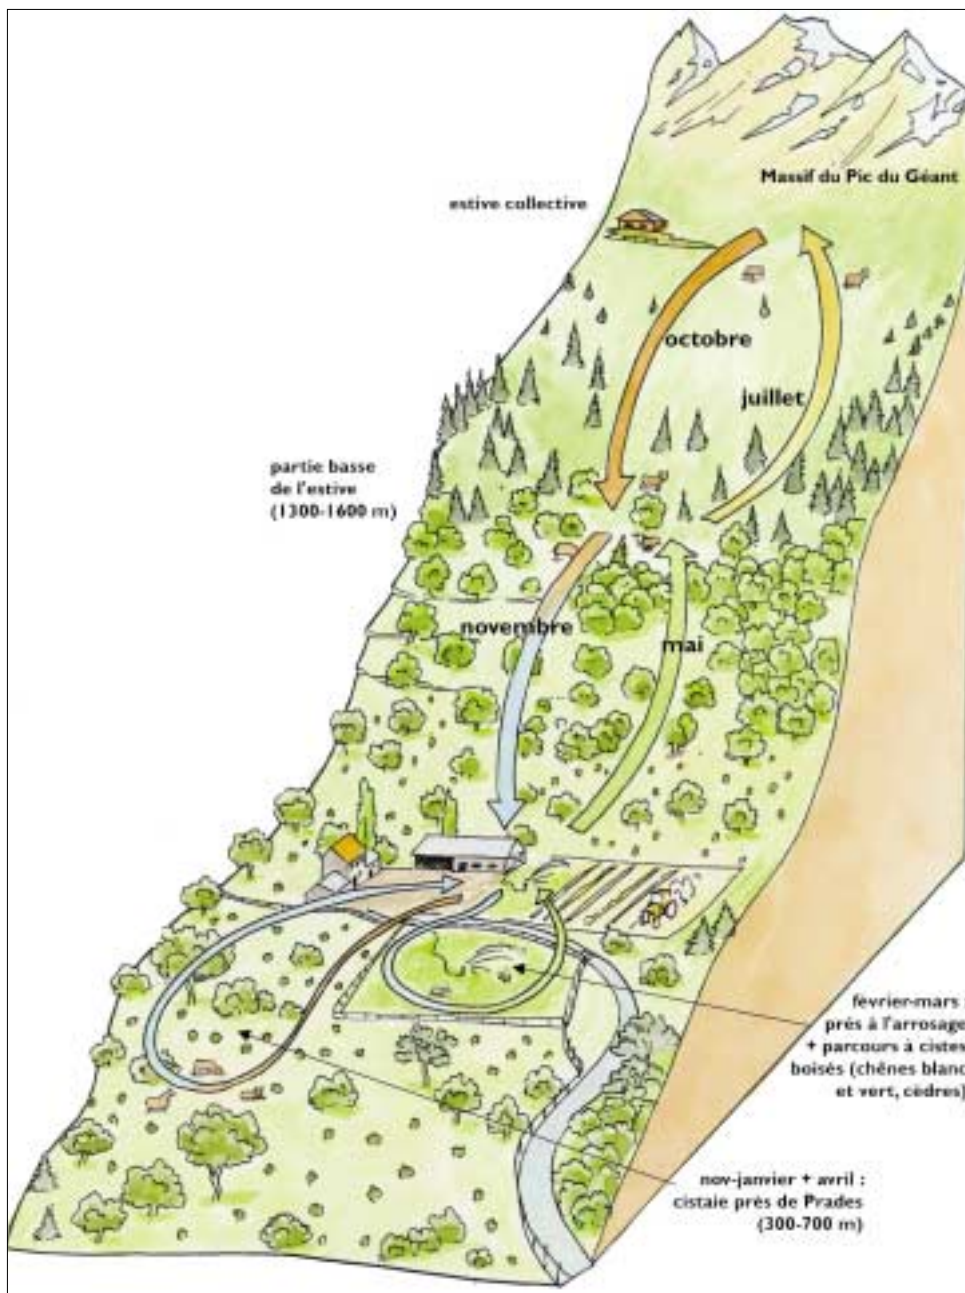 Massif du Pic du Géant
estive collective
octobre
juillet
partie basse
de l'estive
(1300-1600 m)
novembre
mai
février-mars :
prés à l'arrosage
+ parcours à cistes
boisés (chênes blanc
et vert, cèdres)
nov-janvier + avril :
cistaie près de Prades
(300-700 m)